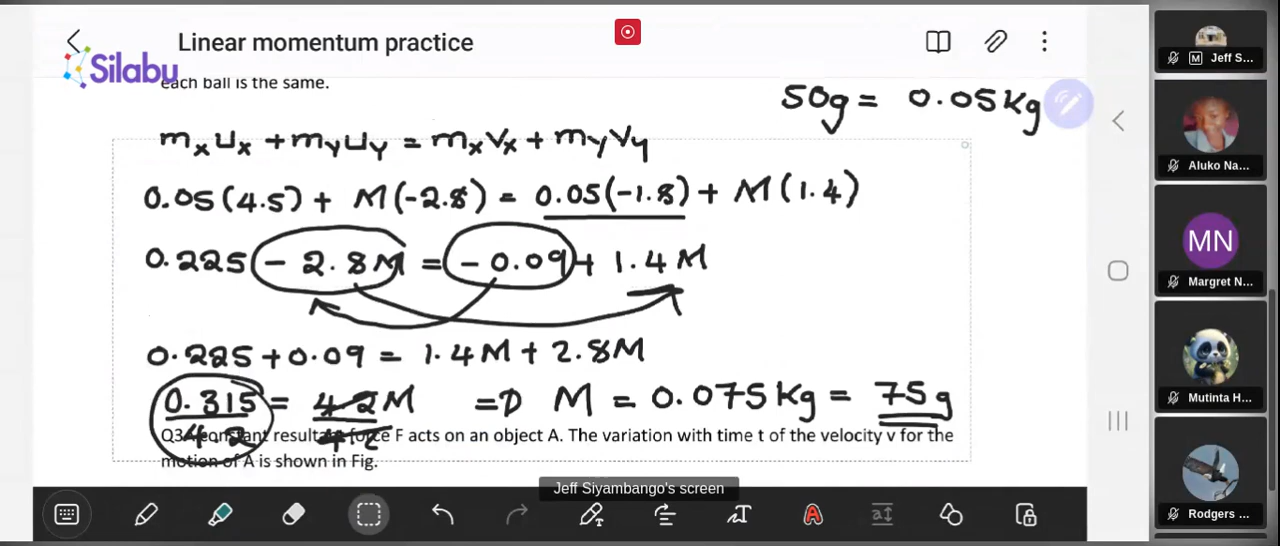 Linear momentum practice
Silabu
each ball is the same.
50g = 0.05Kg
mxUx + myUy = mxVx + myVy
0.05(4.5) + M(-2.8) = 0.05(-1.8) + M(1.4)
0.225 - 2.8M = -0.09 + 1.4M
0.225 + 0.09 = 1.4M + 2.8M
0.315 = 4.2M => M = 0.075Kg = 75g
4.2 4.2
Q3 A constant resultant force F acts on an object A. The variation with time t of the velocity v for the
motion of A is shown in Fig.
Jeff Siyambango's screen
M Jeff S...
Aluko Na...
MN
Margret N...
Mutinta H...
Rodgers ...